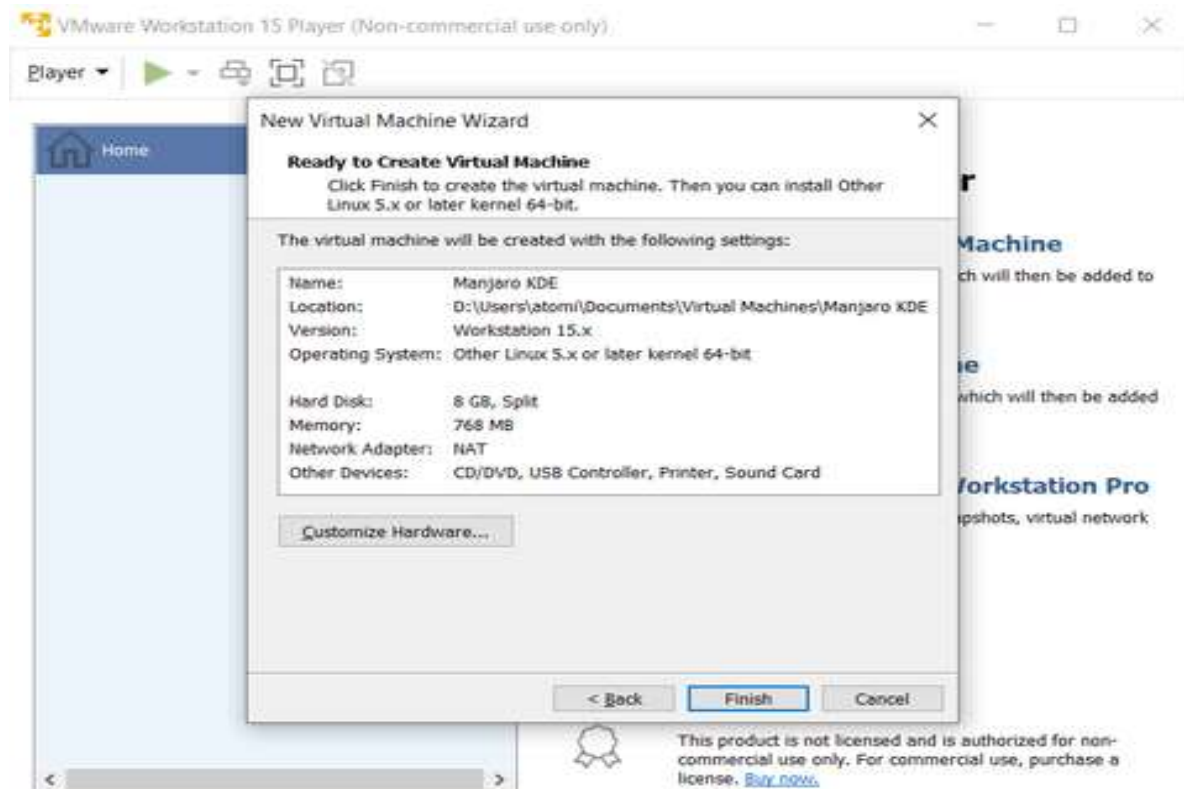 VMware Workstation 15 Player (Non-commercial use only)
Player
Home
New Virtual Machine Wizard
Ready to Create Virtual Machine
Click Finish to create the virtual machine. Then you can install Other
Linux 5.x or later kernel 64-bit.
The virtual machine will be created with the following settings:
Name: Manjaro KDE
Location: D:\Users\atomi\Documents\Virtual Machines\Manjaro KDE
Version: Workstation 15.x
Operating System: Other Linux 5.x or later kernel 64-bit
Hard Disk: 8 GB, Split
Memory: 768 MB
Network Adapter: NAT
Other Devices: CD/DVD, USB Controller, Printer, Sound Card
Customize Hardware...
< Back
Finish
Cancel
r
Machine
ch will then be added to
ne
which will then be added
Workstation Pro
apshots, virtual network
This product is not licensed and is authorized for non-
commercial use only. For commercial use, purchase a
license. Buy now.